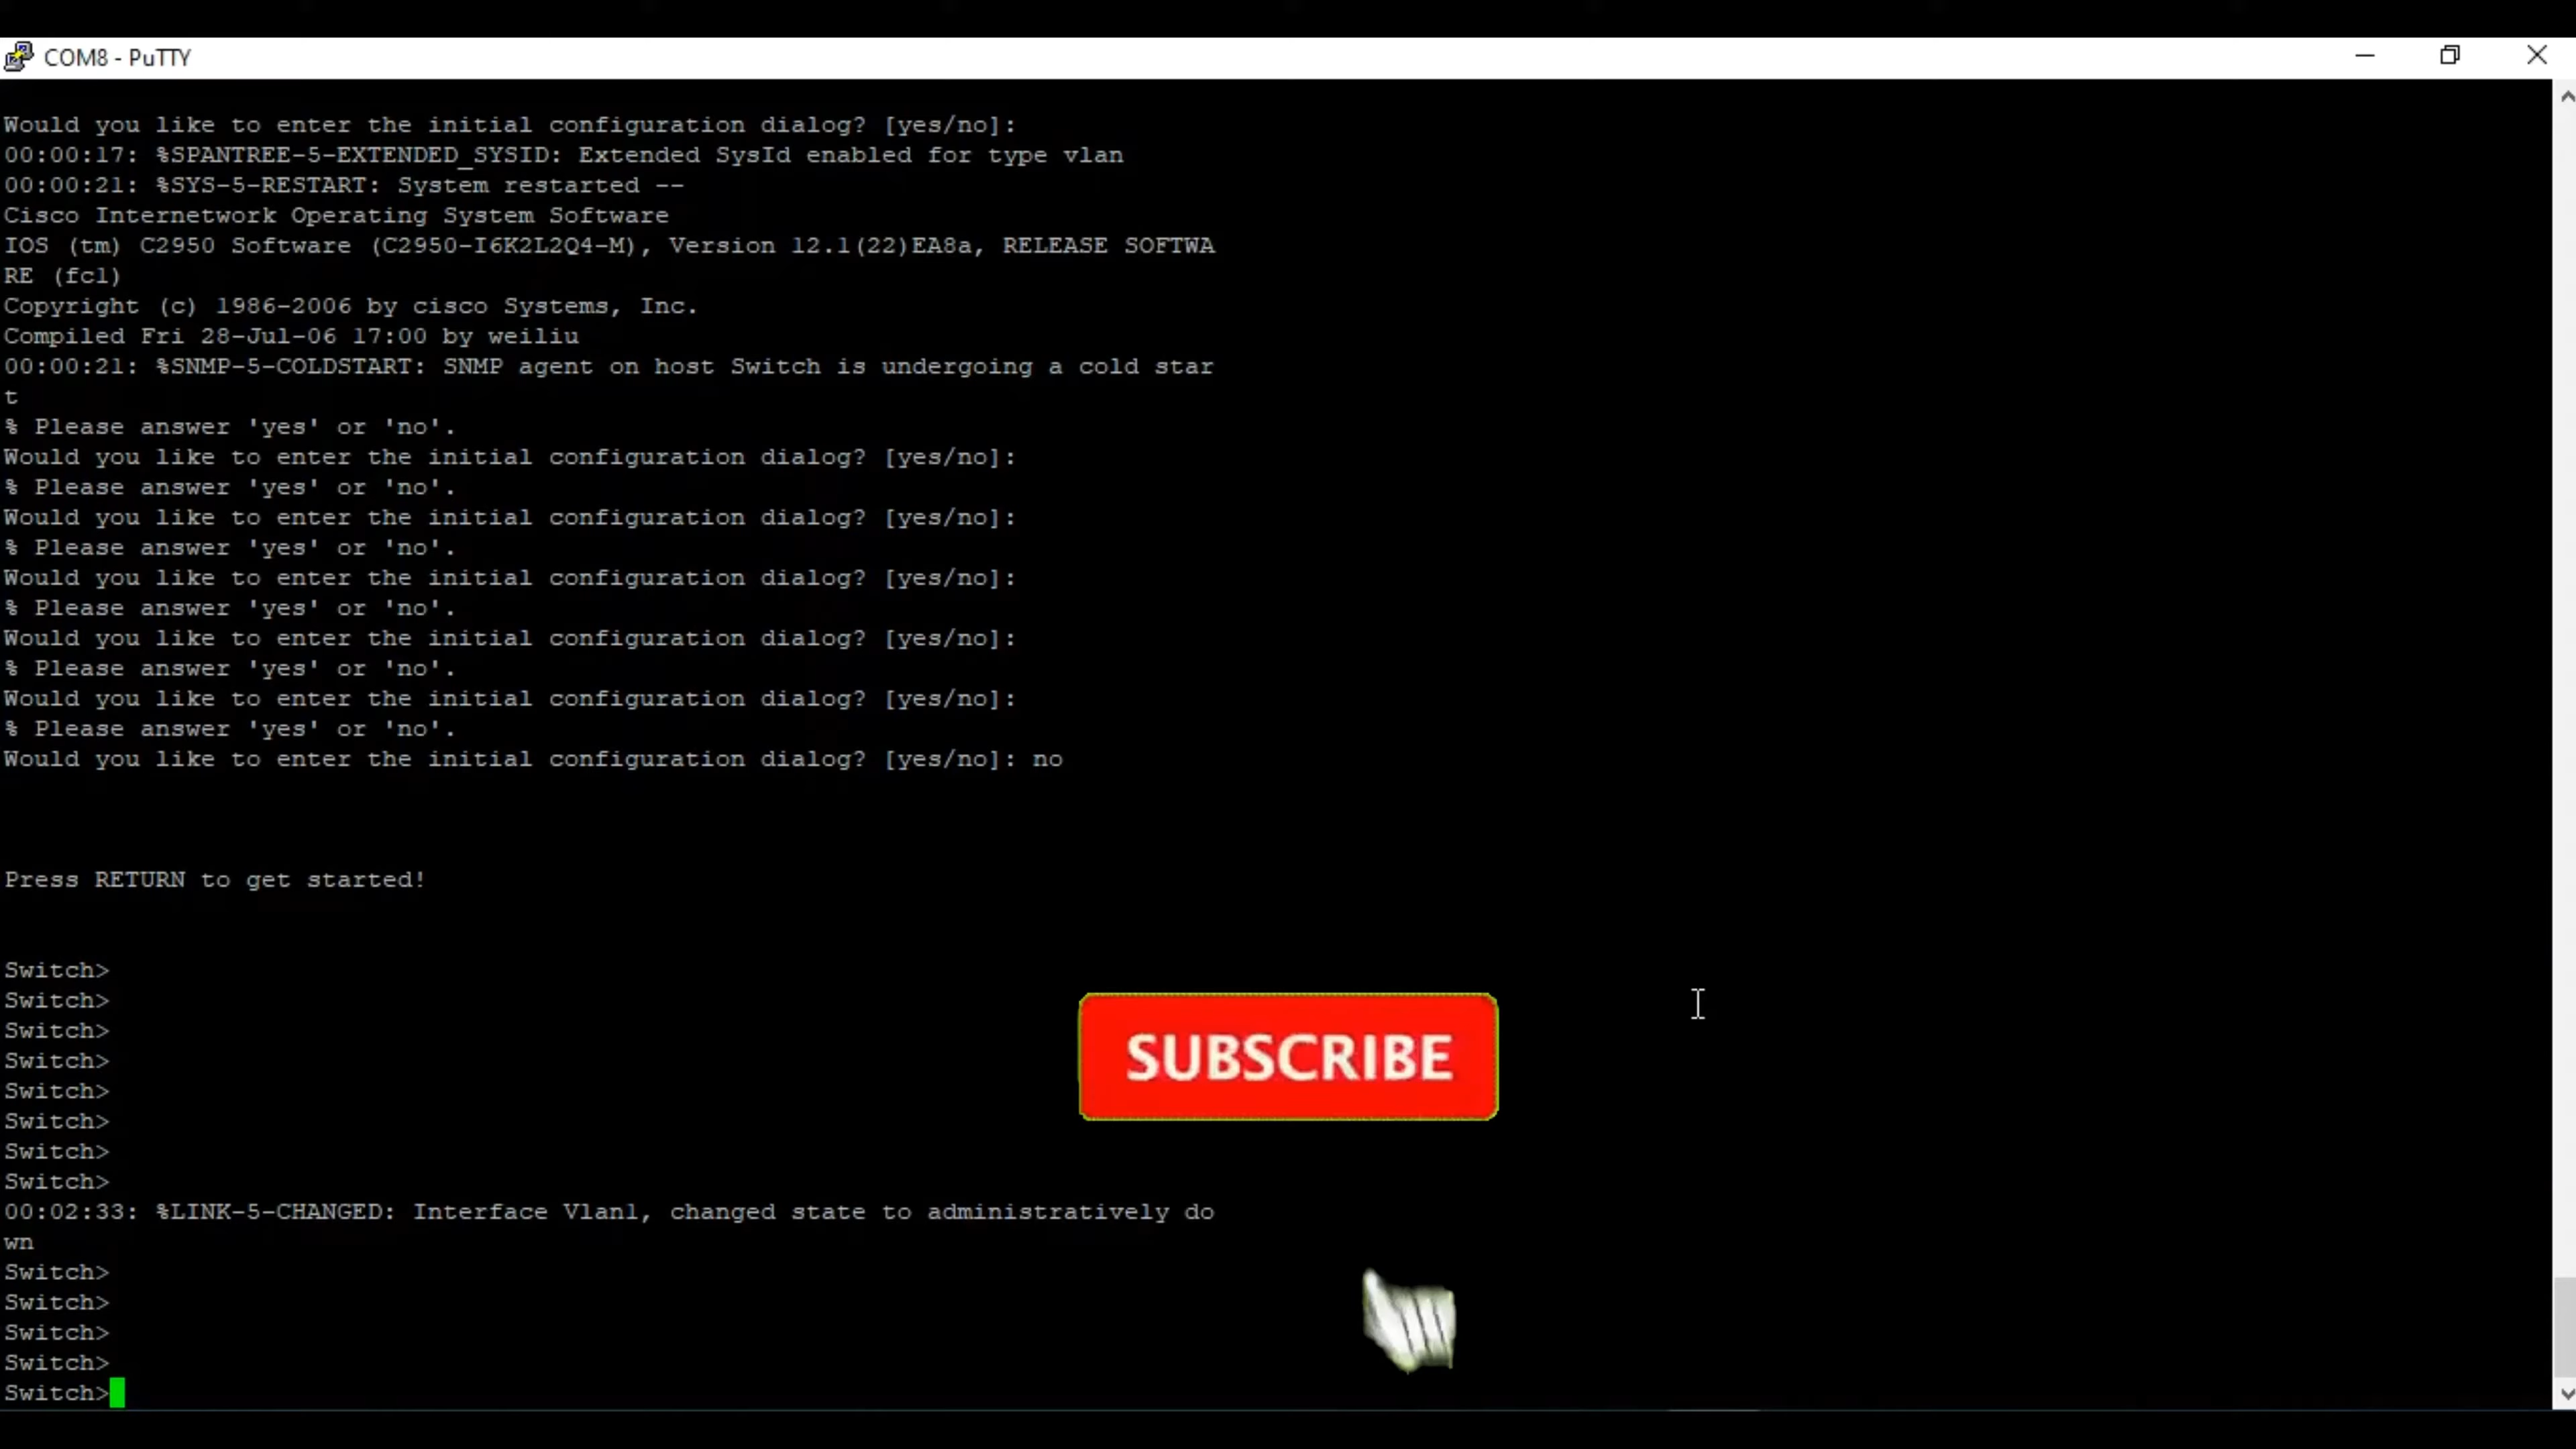 COM8 - PuTTY
Would you like to enter the initial configuration dialog? [yes/no]:
00:00:17: %SPANTREE-5-EXTENDED_SYSID: Extended SysId enabled for type vlan
00:00:21: %SYS-5-RESTART: System restarted --
Cisco Internetwork Operating System Software
IOS (tm) C2950 Software (C2950-I6K2L2Q4-M), Version 12.1(22)EA8a, RELEASE SOFTWA
RE (fc1)
Copyright (c) 1986-2006 by cisco Systems, Inc.
Compiled Fri 28-Jul-06 17:00 by weiliu
00:00:21: %SNMP-5-COLDSTART: SNMP agent on host Switch is undergoing a cold star
t
% Please answer 'yes' or 'no'.
Would you like to enter the initial configuration dialog? [yes/no]:
% Please answer 'yes' or 'no'.
Would you like to enter the initial configuration dialog? [yes/no]:
% Please answer 'yes' or 'no'.
Would you like to enter the initial configuration dialog? [yes/no]:
% Please answer 'yes' or 'no'.
Would you like to enter the initial configuration dialog? [yes/no]:
% Please answer 'yes' or 'no'.
Would you like to enter the initial configuration dialog? [yes/no]:
% Please answer 'yes' or 'no'.
Would you like to enter the initial configuration dialog? [yes/no]: no
Press RETURN to get started!
Switch>
Switch>
Switch>
Switch>
Switch>
Switch>
Switch>
Switch>
SUBSCRIBE
00:02:33: %LINK-5-CHANGED: Interface Vlan1, changed state to administratively do
wn
Switch>
Switch>
Switch>
Switch>
Switch>